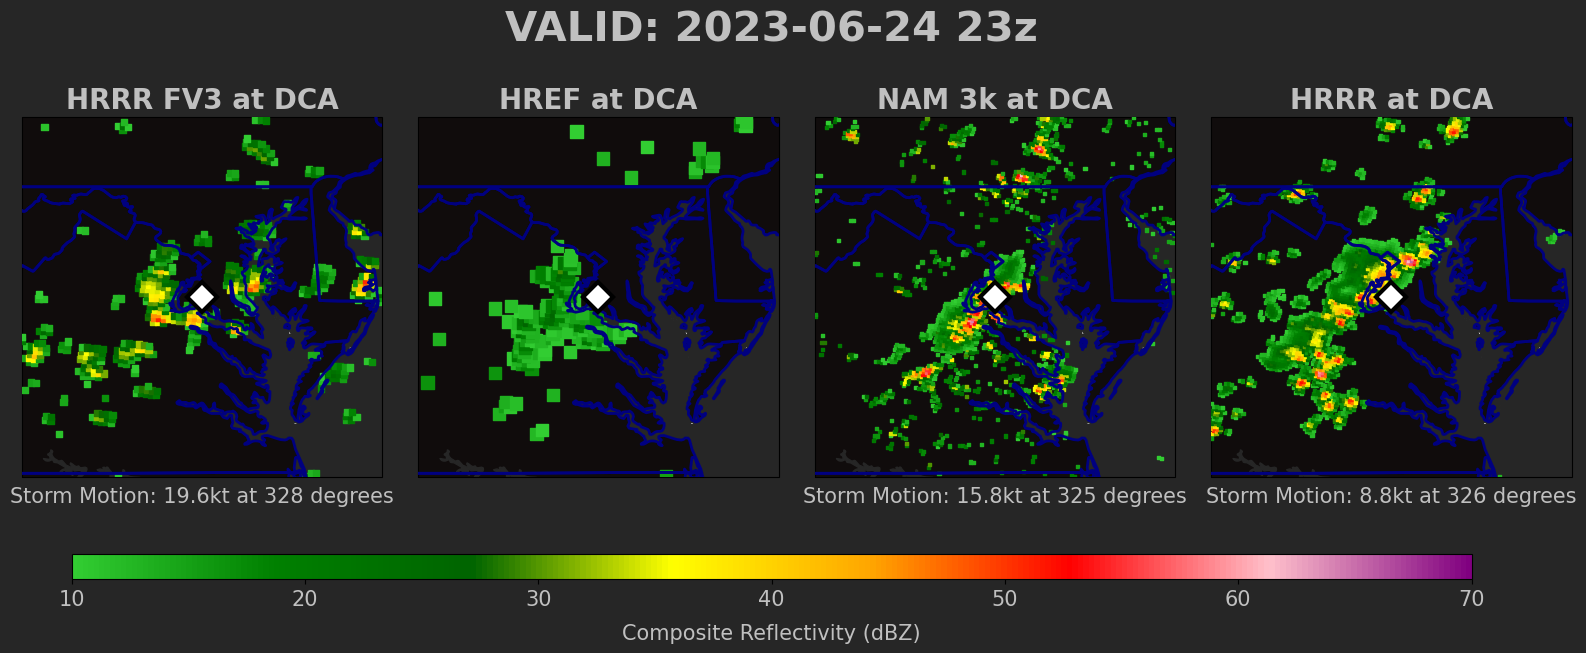 VALID: 2023-06-24 23z
HRRR FV3 at DCA
HREF at DCA
NAM 3k at DCA
HRRR at DCA
Storm Motion: 19.6kt at 328 degrees
Storm Motion: 15.8kt at 325 degrees
Storm Motion: 8.8kt at 326 degrees
10 20 30 40 50 60 70
Composite Reflectivity (dBZ)